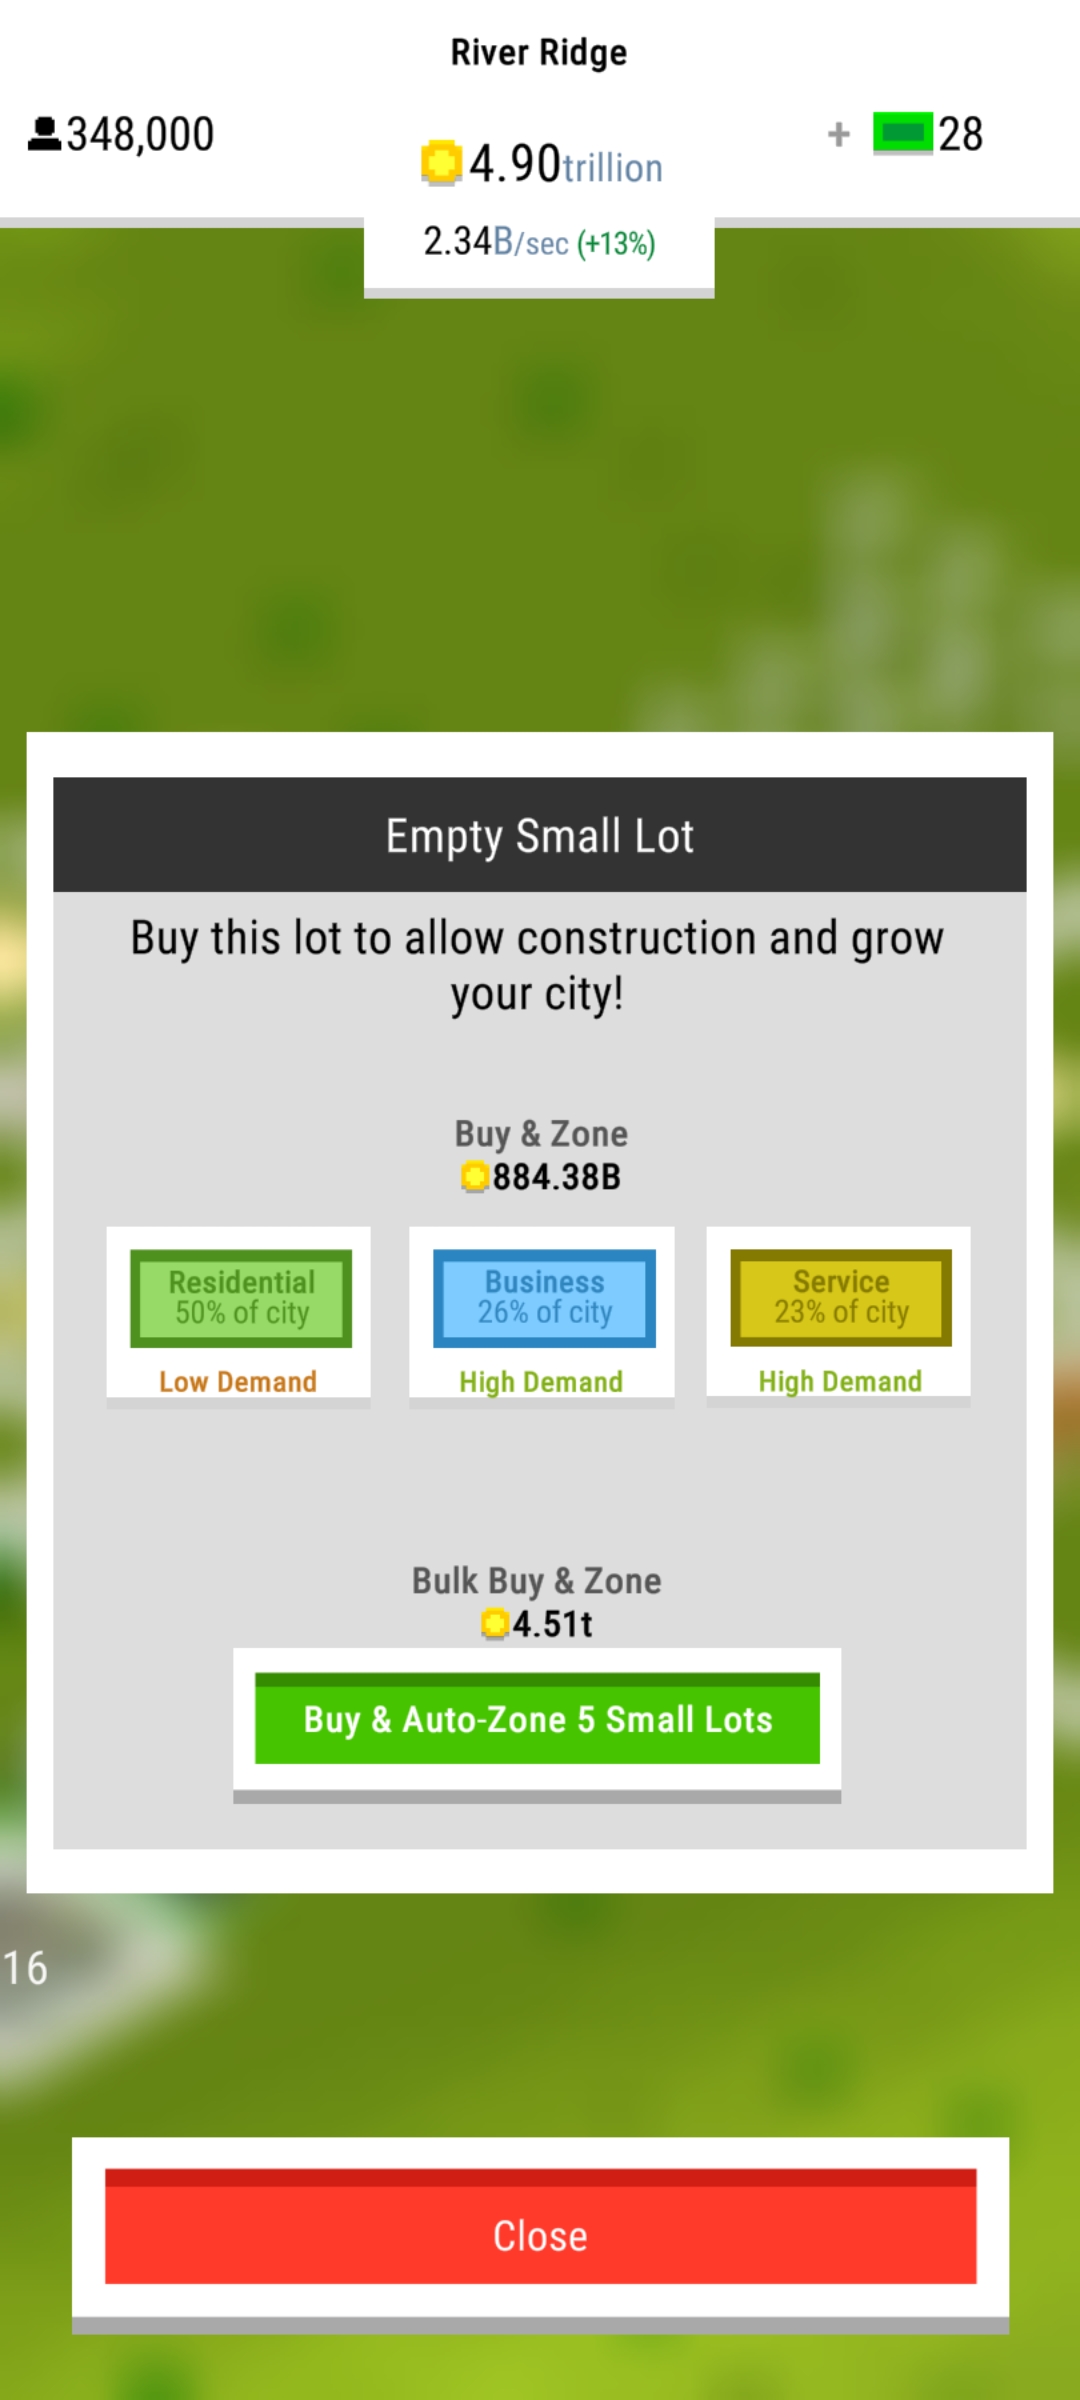 River Ridge
348,000
4.90trillion
+ 28
2.34B/sec (+13%)
Empty Small Lot
Buy this lot to allow construction and grow
your city!
Buy & Zone
884.38B
Residential
50% of city
Low Demand
Business
26% of city
High Demand
Service
23% of city
High Demand
Bulk Buy & Zone
4.51t
Buy & Auto-Zone 5 Small Lots
16
Close